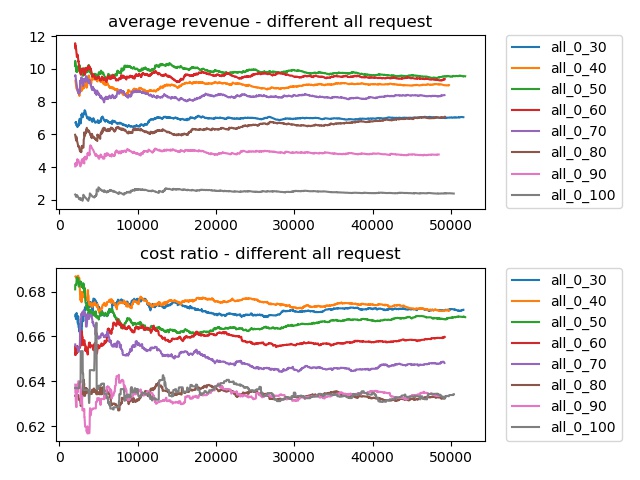 average revenue - different all request
12
10
8
6
4
2
0 10000 20000 30000 40000 50000
all_0_30
all_0_40
all_0_50
all_0_60
all_0_70
all_0_80
all_0_90
all_0_100
cost ratio - different all request
0.68
0.66
0.64
0.62
0 10000 20000 30000 40000 50000
all_0_30
all_0_40
all_0_50
all_0_60
all_0_70
all_0_80
all_0_90
all_0_100